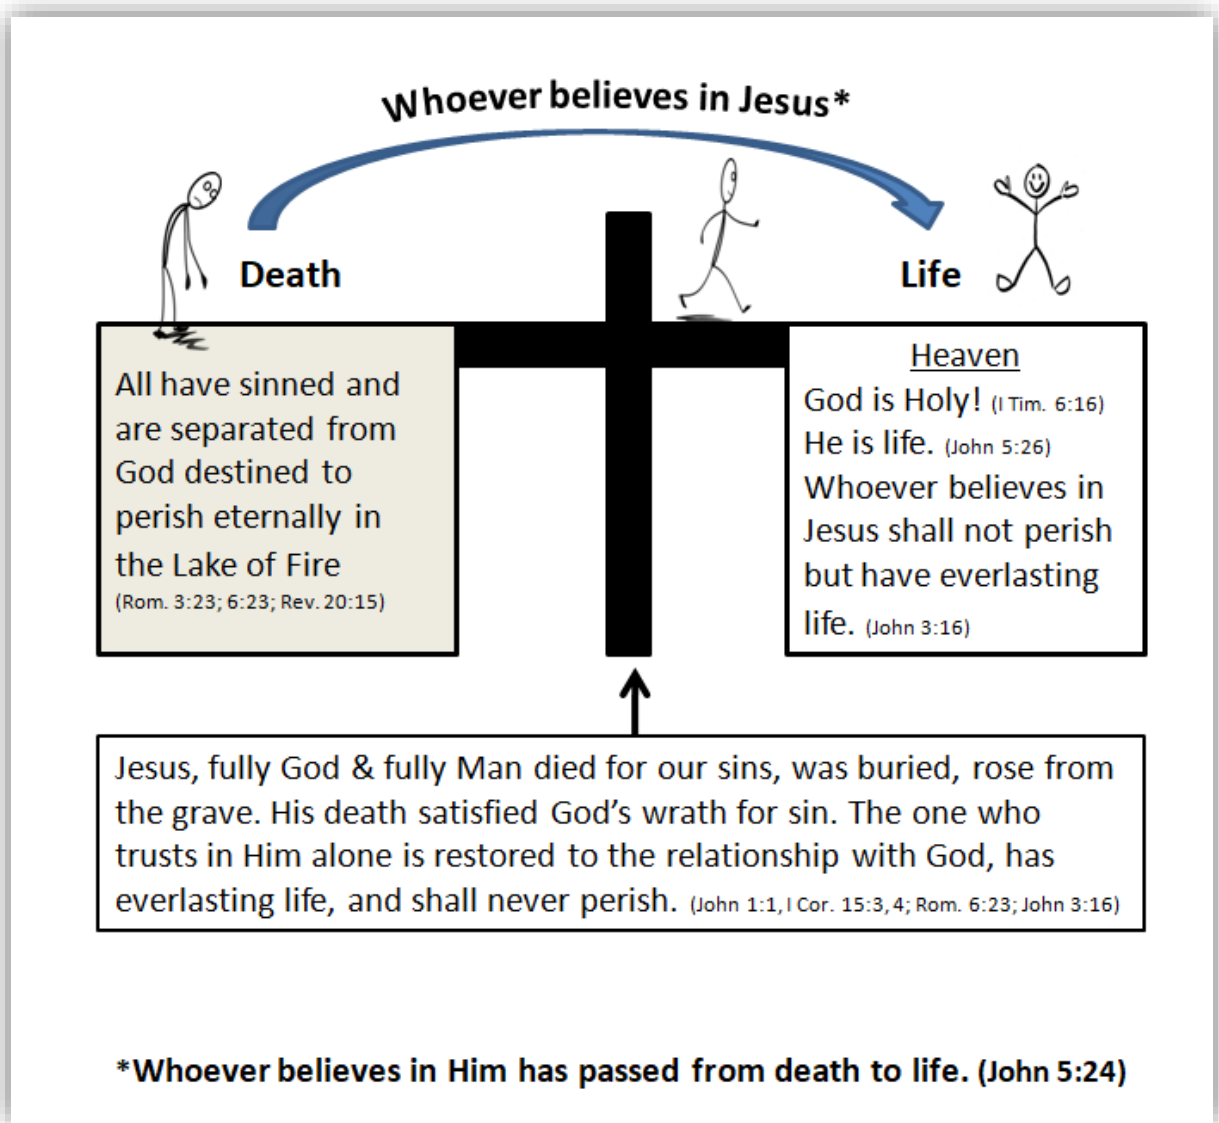 Whoever believes in Jesus*
Death
Life
All have sinned and
are separated from
God destined to
perish eternally in
the Lake of Fire
(Rom. 3:23; 6:23; Rev. 20:15)
Heaven
God is Holy! (I Tim. 6:16)
He is life. (John 5:26)
Whoever believes in
Jesus shall not perish
but have everlasting
life. (John 3:16)
Jesus, fully God & fully Man died for our sins, was buried, rose from
the grave. His death satisfied God’s wrath for sin. The one who
trusts in Him alone is restored to the relationship with God, has
everlasting life, and shall never perish. (John 1:1, I Cor. 15:3, 4; Rom. 6:23; John 3:16)
*Whoever believes in Him has passed from death to life. (John 5:24)